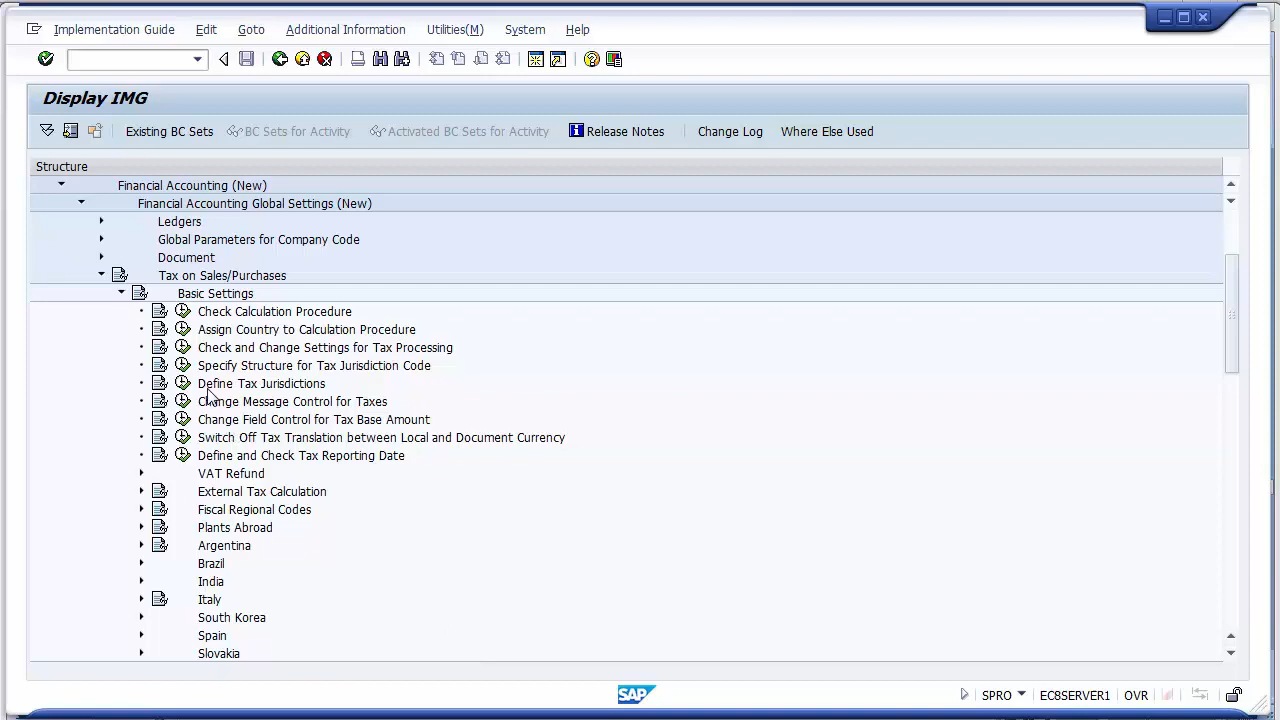 Implementation Guide Edit Goto Additional Information Utilities(M) System Help
Display IMG
Existing BC Sets BC Sets for Activity Activated BC Sets for Activity Release Notes Change Log Where Else Used
Structure
Financial Accounting (New)
Financial Accounting Global Settings (New)
Ledgers
Global Parameters for Company Code
Document
Tax on Sales/Purchases
Basic Settings
Check Calculation Procedure
Assign Country to Calculation Procedure
Check and Change Settings for Tax Processing
Specify Structure for Tax Jurisdiction Code
Define Tax Jurisdictions
Change Message Control for Taxes
Change Field Control for Tax Base Amount
Switch Off Tax Translation between Local and Document Currency
Define and Check Tax Reporting Date
VAT Refund
External Tax Calculation
Fiscal Regional Codes
Plants Abroad
Argentina
Brazil
India
Italy
South Korea
Spain
Slovakia
SAP SPRO EC8SERVER1 OVR